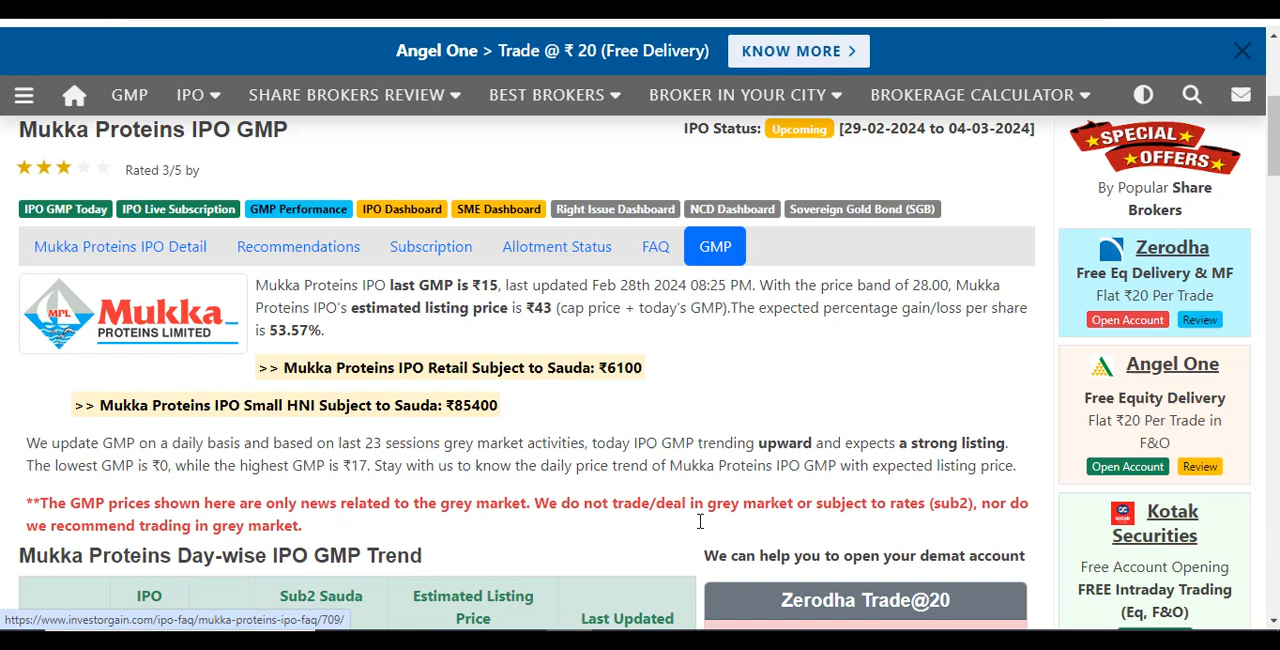 Angel One > Trade @ ₹ 20 (Free Delivery)
KNOW MORE >
GMP
IPO
SHARE BROKERS REVIEW
BEST BROKERS
BROKER IN YOUR CITY
BROKERAGE CALCULATOR
Mukka Proteins IPO GMP
IPO Status: Upcoming [29-02-2024 to 04-03-2024]
Rated 3/5 by
IPO GMP Today
IPO Live Subscription
GMP Performance
IPO Dashboard
SME Dashboard
Right Issue Dashboard
NCD Dashboard
Sovereign Gold Bond (SGB)
Mukka Proteins IPO Detail
Recommendations
Subscription
Allotment Status
FAQ
GMP
MPL
Mukka
PROTEINS LIMITED
Mukka Proteins IPO last GMP is ₹15, last updated Feb 28th 2024 08:25 PM. With the price band of 28.00, Mukka
Proteins IPO's estimated listing price is ₹43 (cap price + today's GMP).The expected percentage gain/loss per share
is 53.57%.
>> Mukka Proteins IPO Retail Subject to Sauda: ₹6100
>> Mukka Proteins IPO Small HNI Subject to Sauda: ₹85400
We update GMP on a daily basis and based on last 23 sessions grey market activities, today IPO GMP trending upward and expects a strong listing.
The lowest GMP is ₹0, while the highest GMP is ₹17. Stay with us to know the daily price trend of Mukka Proteins IPO GMP with expected listing price.
**The GMP prices shown here are only news related to the grey market. We do not trade/deal in grey market or subject to rates (sub2), nor do
we recommend trading in grey market.
Mukka Proteins Day-wise IPO GMP Trend
IPO
Sub2 Sauda
Estimated Listing
Price
Last Updated
We can help you to open your demat account
Zerodha Trade@20
SPECIAL
OFFERS
By Popular Share
Brokers
Zerodha
Free Eq Delivery & MF
Flat ₹20 Per Trade
Open Account
Review
Angel One
Free Equity Delivery
Flat ₹20 Per Trade in
F&O
Open Account
Review
Kotak
Securities
Free Account Opening
FREE Intraday Trading
(Eq, F&O)
https://www.investorgain.com/ipo-faq/mukka-proteins-ipo-faq/709/